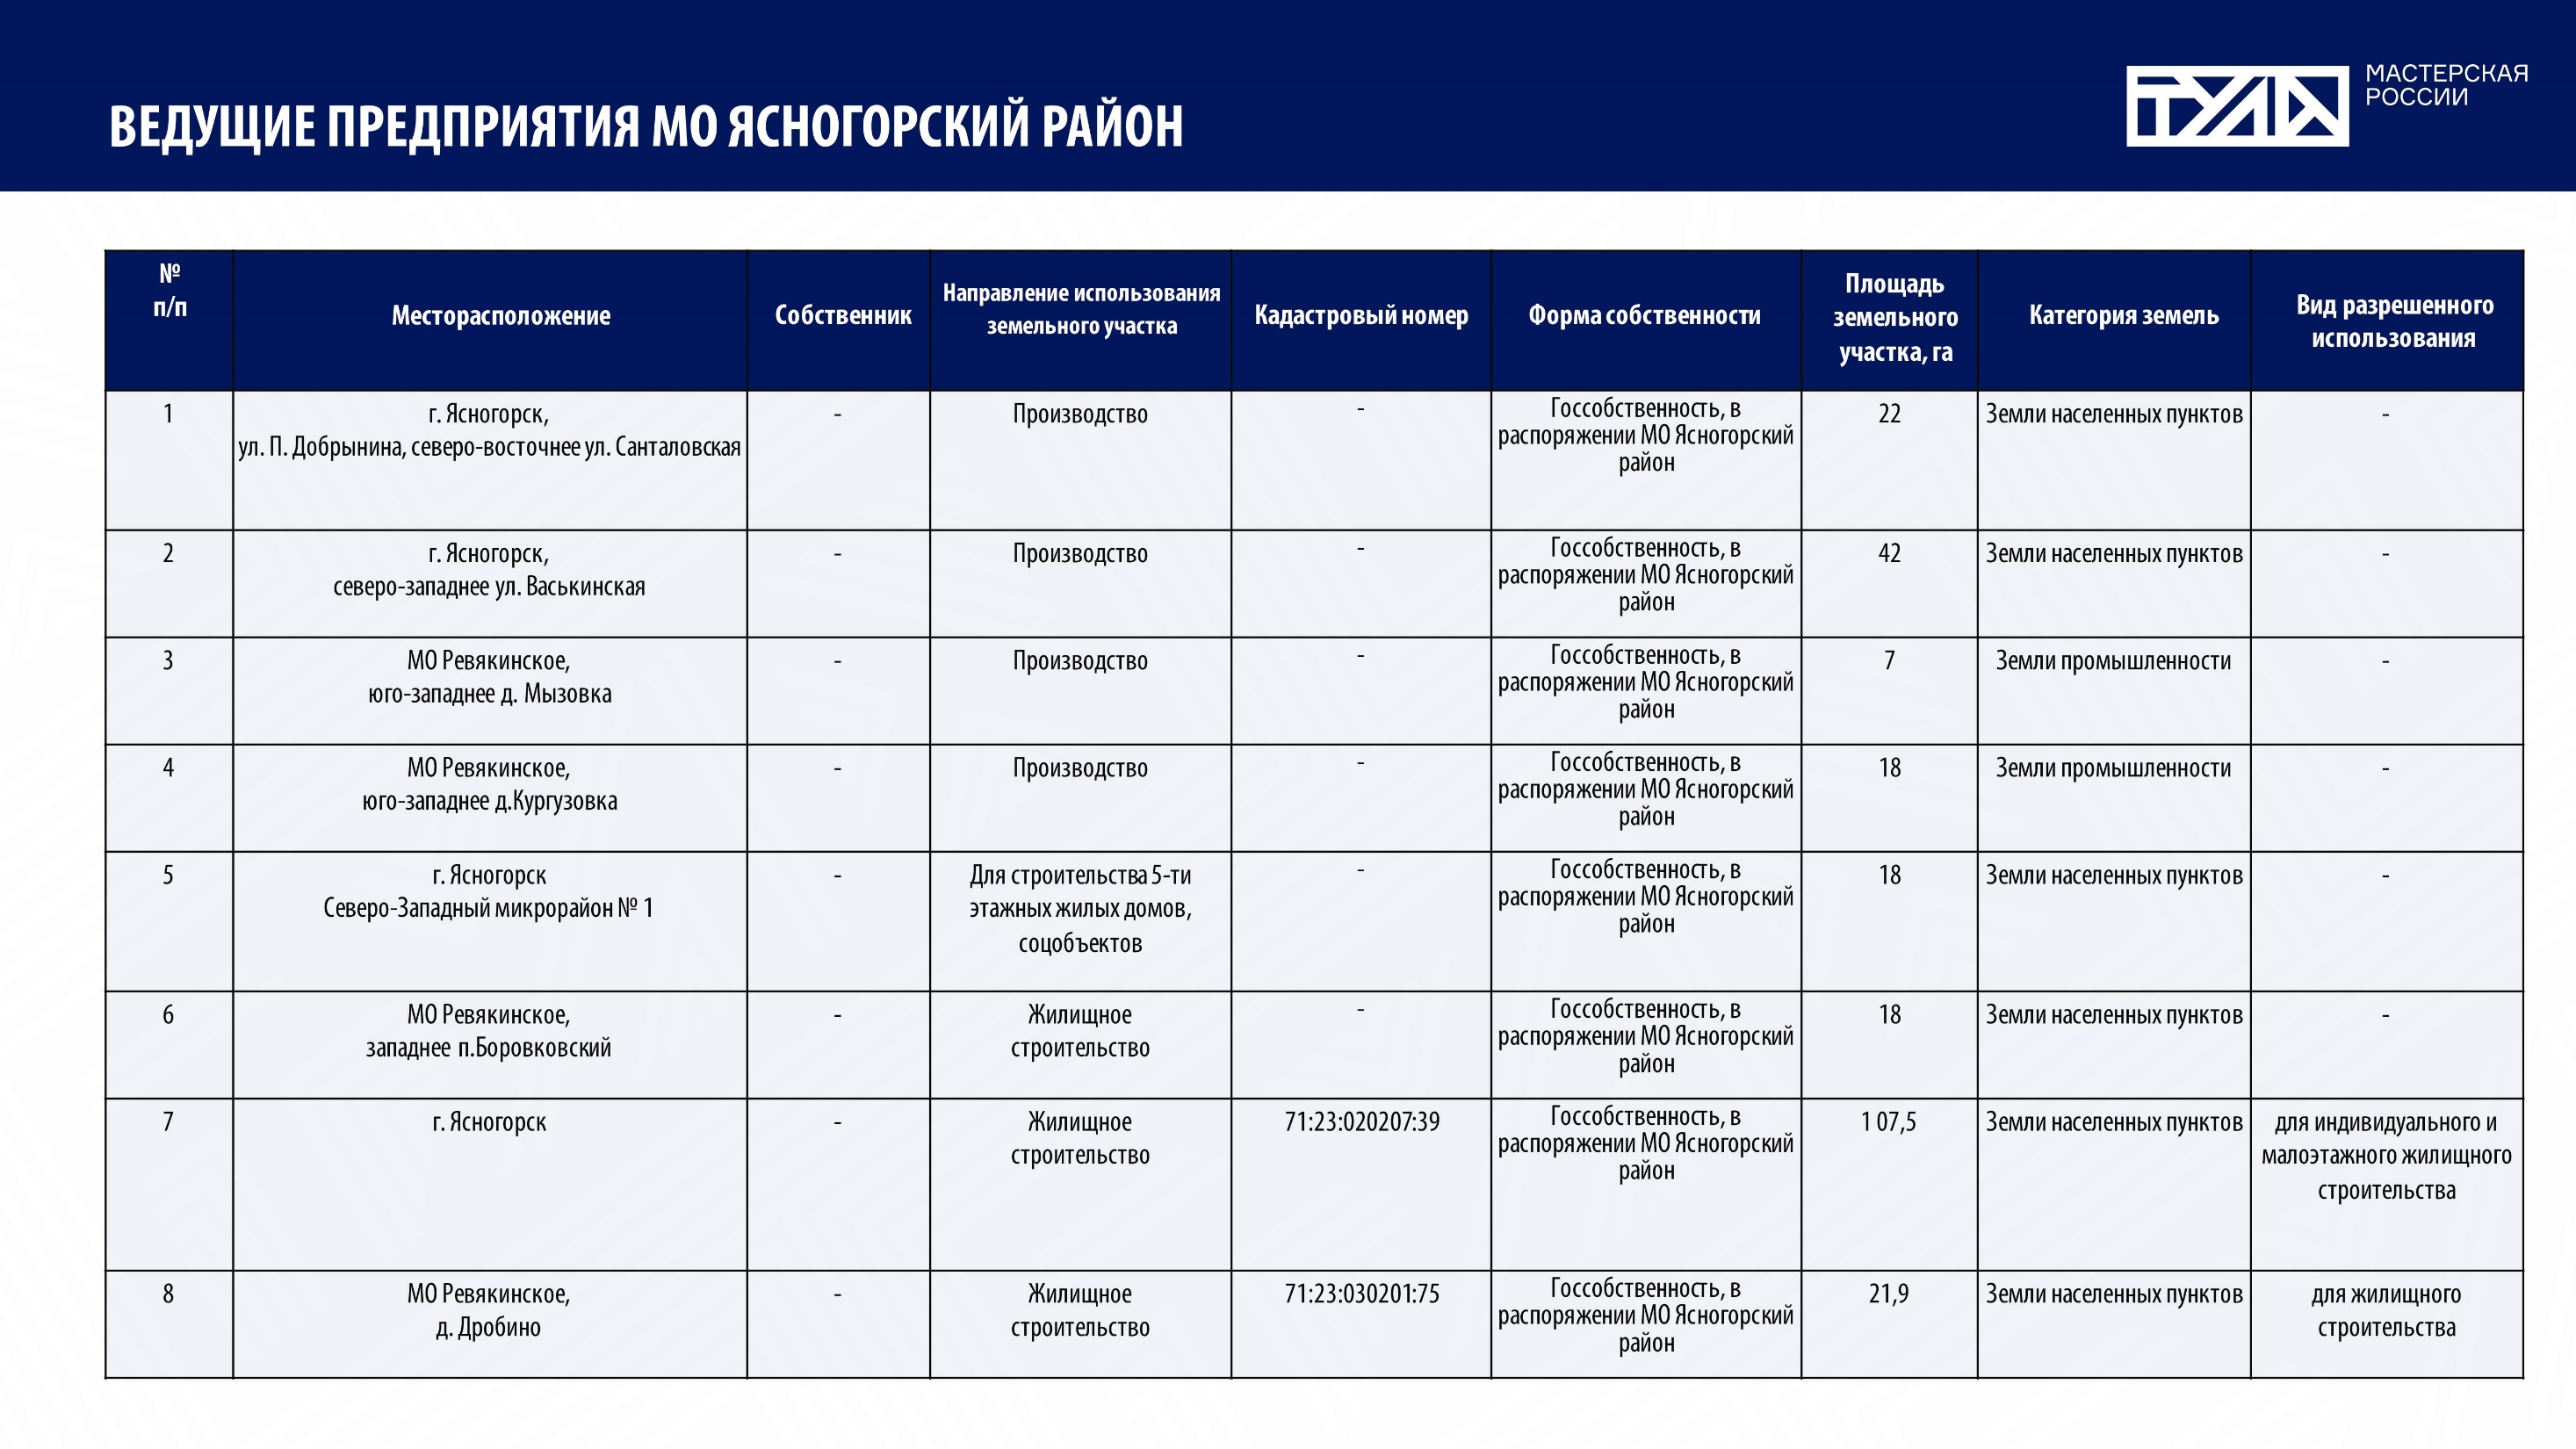 ВЕДУЩИЕ ПРЕДПРИЯТИЯ МО ЯСНОГОРСКИЙ РАЙОН
ТУЛА
МАСТЕРСКАЯ
РОССИИ
№
п/п
Месторасположение
Собственник
Направление использования
земельного участка
Кадастровый номер
Форма собственности
Площадь
земельного
участка, га
Категория земель
Вид разрешенного
использования
1
г. Ясногорск,
ул. П. Добрынина, северо-восточнее ул. Санталовская
-
Производство
-
Госсобственность, в
распоряжении МО Ясногорский
район
22
Земли населенных пунктов
-
2
г. Ясногорск,
северо-западнее ул. Васькинская
-
Производство
-
Госсобственность, в
распоряжении МО Ясногорский
район
42
Земли населенных пунктов
-
3
МО Ревякинское,
юго-западнее д. Мызовка
-
Производство
-
Госсобственность, в
распоряжении МО Ясногорский
район
7
Земли промышленности
-
4
МО Ревякинское,
юго-западнее д.Кургузовка
-
Производство
-
Госсобственность, в
распоряжении МО Ясногорский
район
18
Земли промышленности
-
5
г. Ясногорск
Северо-Западный микрорайон № 1
-
Для строительства 5-ти
этажных жилых домов,
соцобъектов
-
Госсобственность, в
распоряжении МО Ясногорский
район
18
Земли населенных пунктов
-
6
МО Ревякинское,
западнее п.Боровковский
-
Жилищное
строительство
-
Госсобственность, в
распоряжении МО Ясногорский
район
18
Земли населенных пунктов
-
7
г. Ясногорск
-
Жилищное
строительство
71:23:020207:39
Госсобственность, в
распоряжении МО Ясногорский
район
1 07,5
Земли населенных пунктов
для индивидуального и
малоэтажного жилищного
строительства
8
МО Ревякинское,
д. Дробино
-
Жилищное
строительство
71:23:030201:75
Госсобственность, в
распоряжении МО Ясногорский
район
21,9
Земли населенных пунктов
для жилищного
строительства